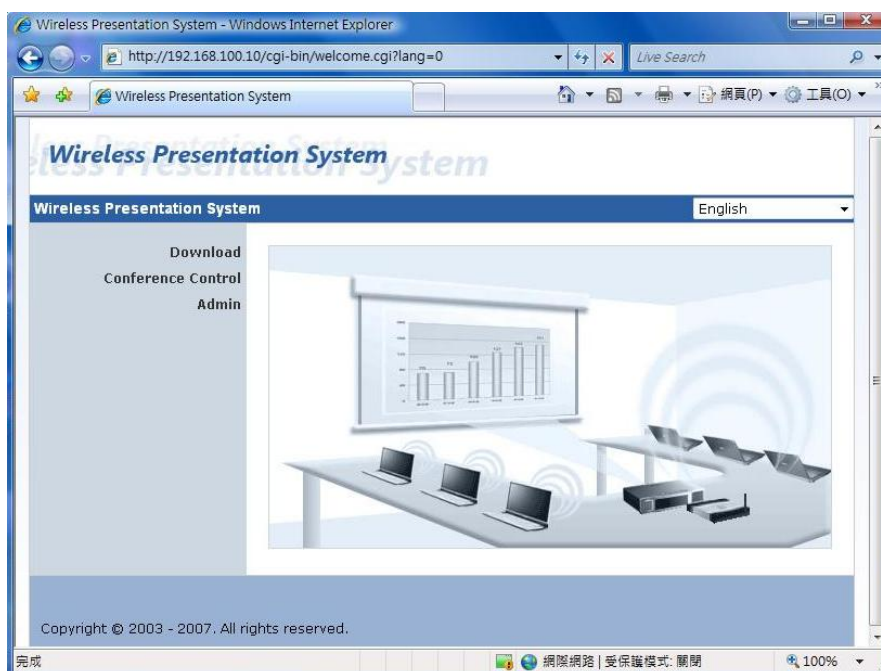 Wireless Presentation System - Windows Internet Explorer
http://192.168.100.10/cgi-bin/welcome.cgi?lang=0
Live Search
Wireless Presentation System
網頁(P)
工具(O)
Wireless Presentation System
Wireless Presentation System
English
Download
Conference Control
Admin
Copyright © 2003 - 2007. All rights reserved.
完成
網際網路 | 受保護模式: 關閉
100%